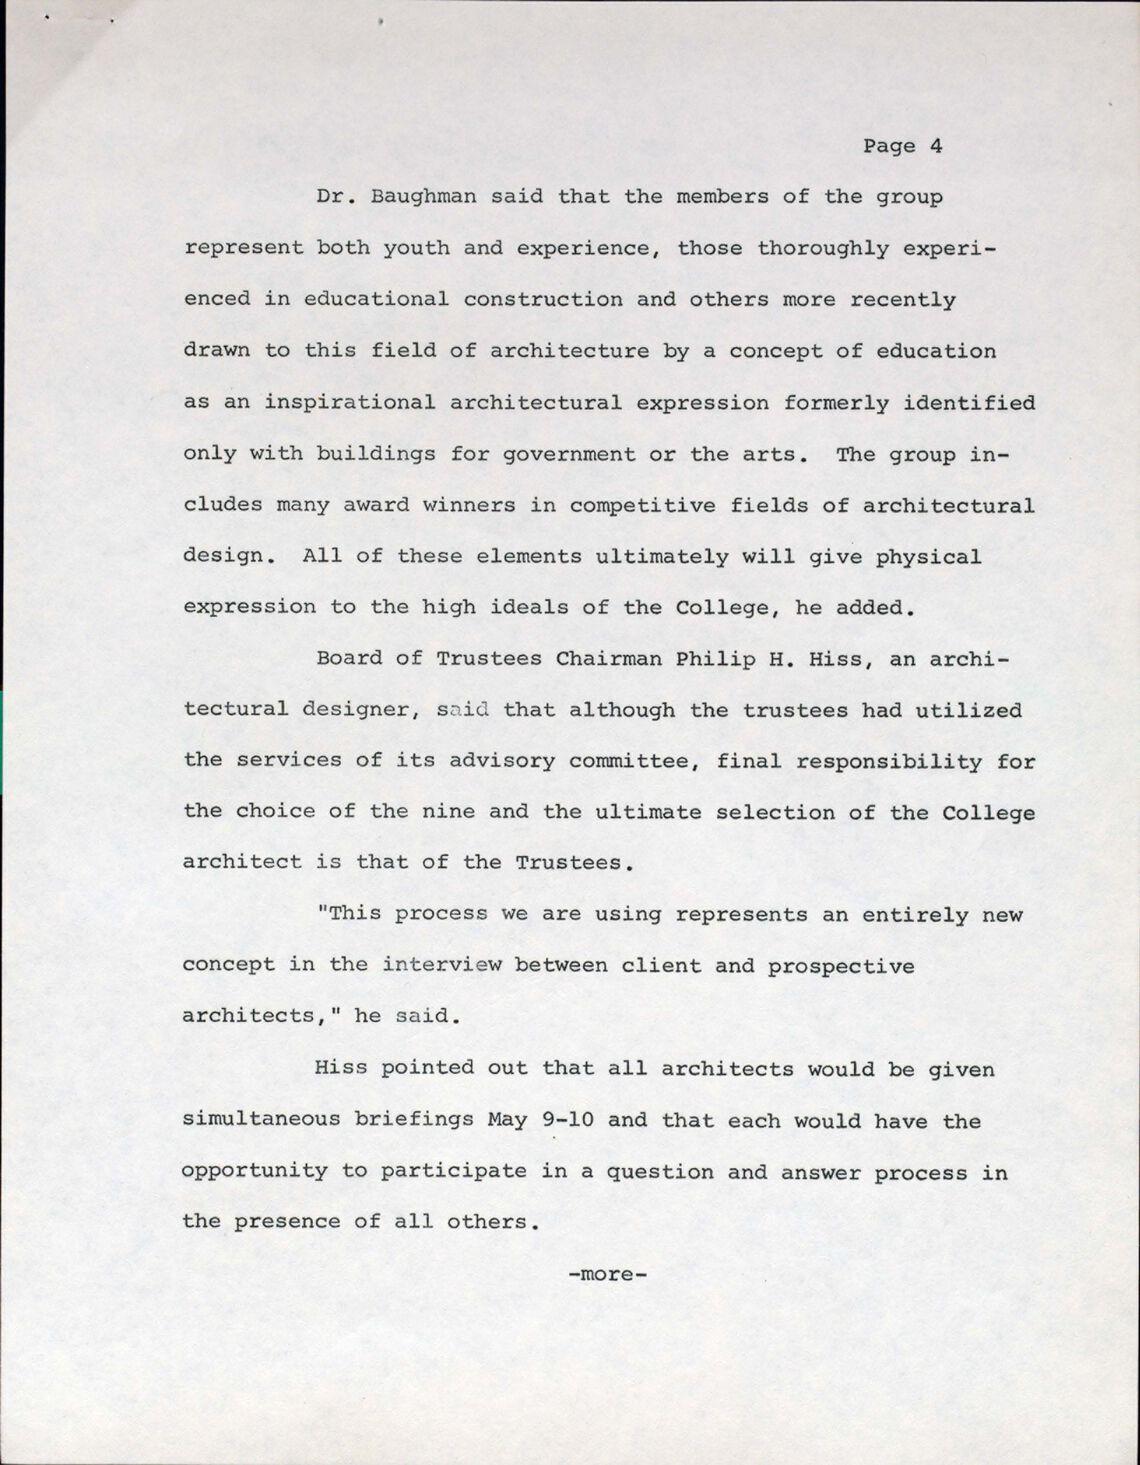 Page 4
Dr. Baughman said that the members of the group
represent both youth and experience, those thoroughly experi-
enced in educational construction and others more recently
drawn to this field of architecture by a concept of education
as an inspirational architectural expression formerly identified
only with buildings for government or the arts.  The group in-
cludes many award winners in competitive fields of architectural
design.  All of these elements ultimately will give physical
expression to the high ideals of the College, he added.
Board of Trustees Chairman Philip H. Hiss, an archi-
tectural designer, said that although the trustees had utilized
the services of its advisory committee, final responsibility for
the choice of the nine and the ultimate selection of the College
architect is that of the Trustees.
"This process we are using represents an entirely new
concept in the interview between client and prospective
architects," he said.
Hiss pointed out that all architects would be given
simultaneous briefings May 9-10 and that each would have the
opportunity to participate in a question and answer process in
the presence of all others.
-more-